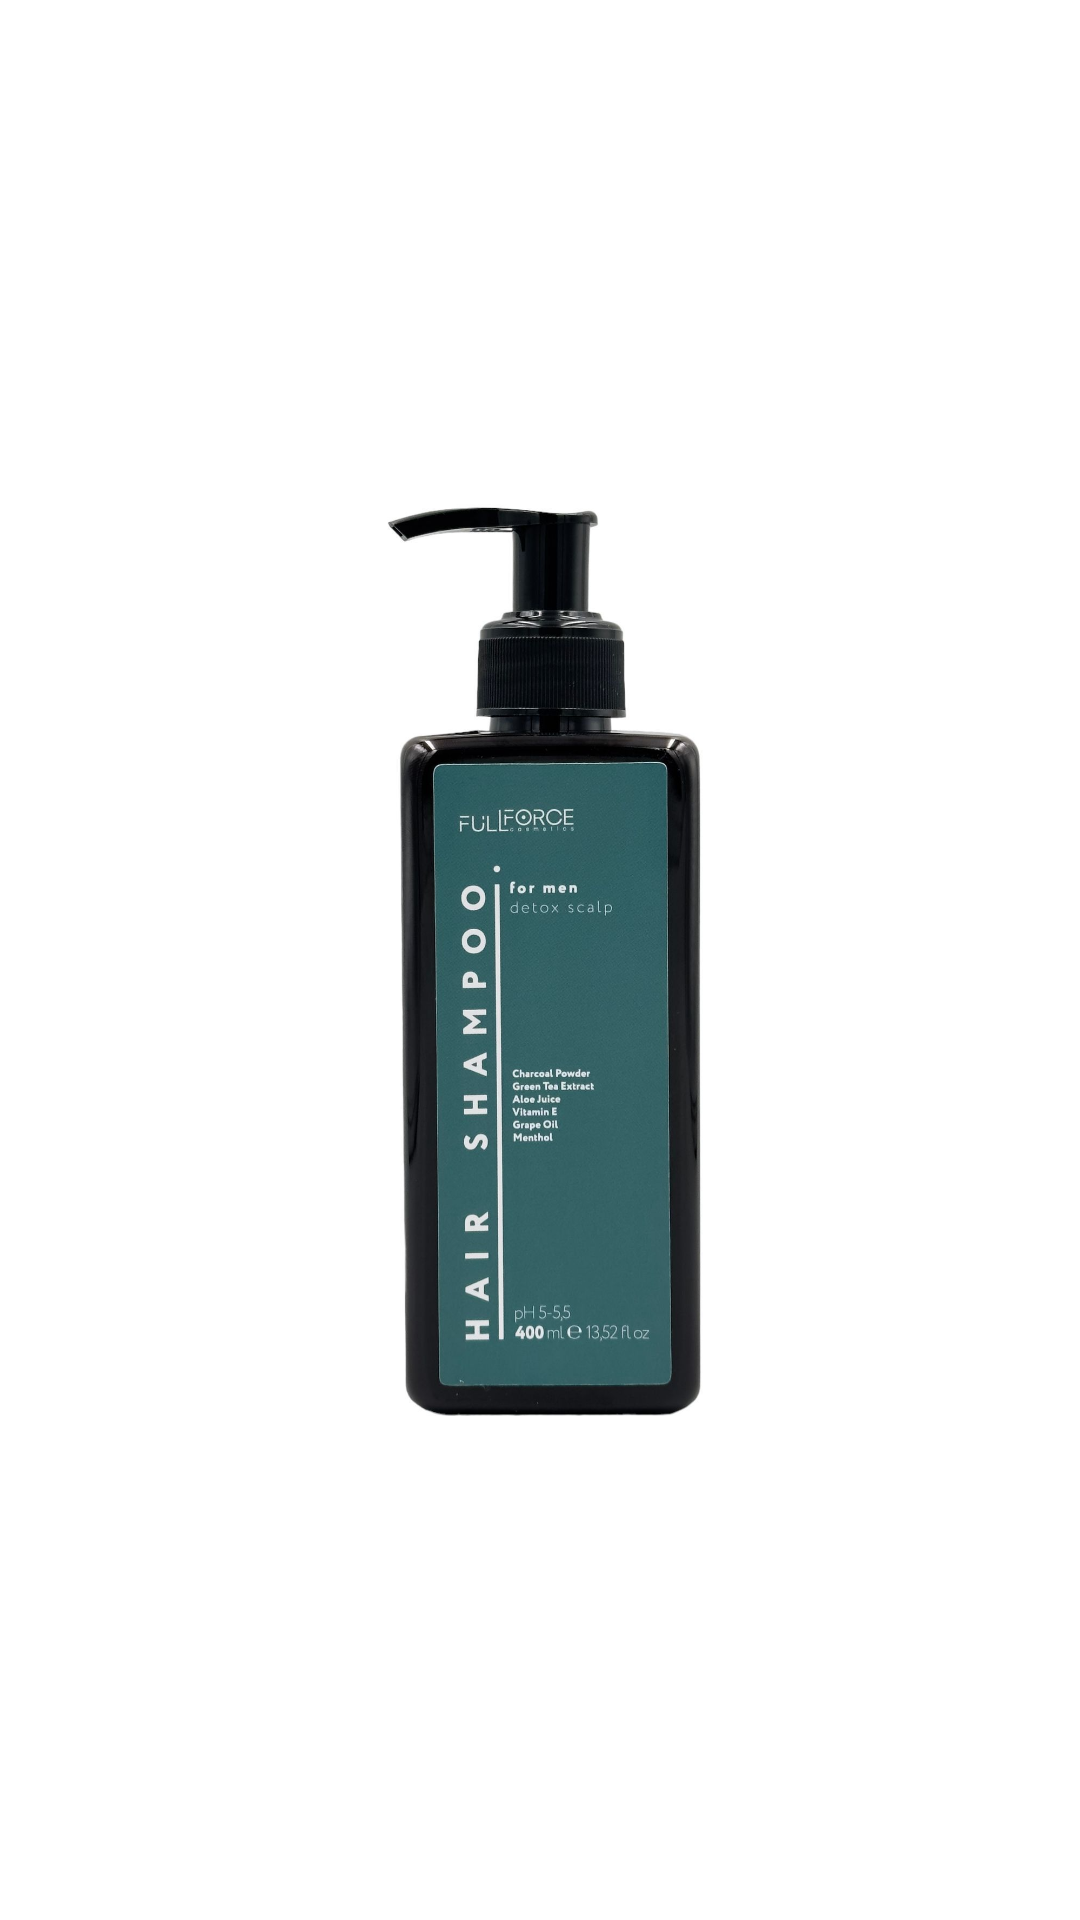 FULLFORCE
cosmetics
HAIR SHAMPOO.
for men
detox scalp
Charcoal Powder
Green Tea Extract
Aloe Juice
Vitamin E
Grape Oil
Menthol
pH 5-5,5
400 ml ℮ 13,52 fl oz